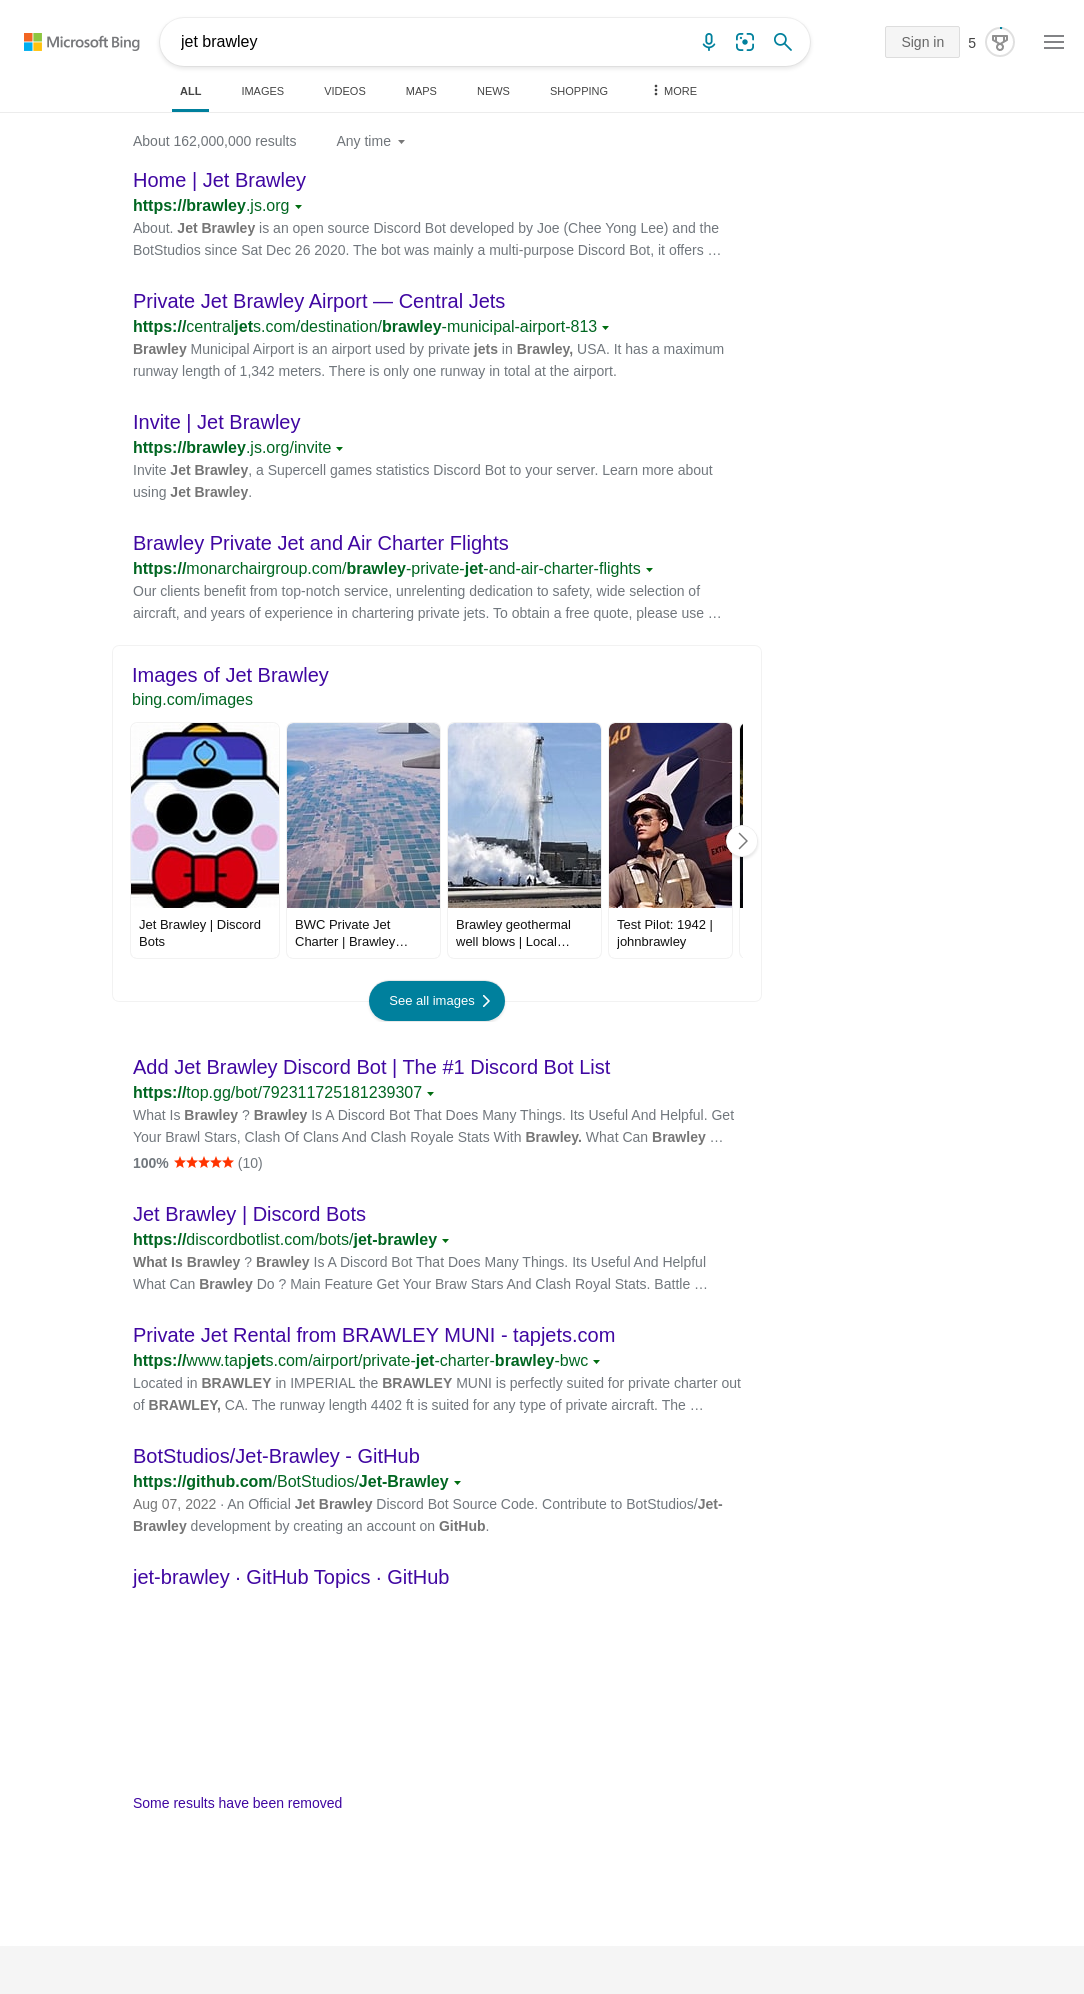 Microsoft Bing
jet brawley
Sign in
5
ALL
IMAGES
VIDEOS
MAPS
NEWS
SHOPPING
MORE
About 162,000,000 results
Any time
Home | Jet Brawley
https://brawley.js.org
About. Jet Brawley is an open source Discord Bot developed by Joe (Chee Yong Lee) and the
BotStudios since Sat Dec 26 2020. The bot was mainly a multi-purpose Discord Bot, it offers …
Private Jet Brawley Airport — Central Jets
https://centraljets.com/destination/brawley-municipal-airport-813
Brawley Municipal Airport is an airport used by private jets in Brawley, USA. It has a maximum
runway length of 1,342 meters. There is only one runway in total at the airport.
Invite | Jet Brawley
https://brawley.js.org/invite
Invite Jet Brawley, a Supercell games statistics Discord Bot to your server. Learn more about
using Jet Brawley.
Brawley Private Jet and Air Charter Flights
https://monarchairgroup.com/brawley-private-jet-and-air-charter-flights
Our clients benefit from top-notch service, unrelenting dedication to safety, wide selection of
aircraft, and years of experience in chartering private jets. To obtain a free quote, please use …
Images of Jet Brawley
bing.com/images
40
EXTIN
Jet Brawley | Discord
Bots
BWC Private Jet
Charter | Brawley…
Brawley geothermal
well blows | Local…
Test Pilot: 1942 |
johnbrawley
See all images
Add Jet Brawley Discord Bot | The #1 Discord Bot List
https://top.gg/bot/792311725181239307
What Is Brawley ? Brawley Is A Discord Bot That Does Many Things. Its Useful And Helpful. Get
Your Brawl Stars, Clash Of Clans And Clash Royale Stats With Brawley. What Can Brawley …
100% ★★★★★ (10)
Jet Brawley | Discord Bots
https://discordbotlist.com/bots/jet-brawley
What Is Brawley ? Brawley Is A Discord Bot That Does Many Things. Its Useful And Helpful
What Can Brawley Do ? Main Feature Get Your Braw Stars And Clash Royal Stats. Battle …
Private Jet Rental from BRAWLEY MUNI - tapjets.com
https://www.tapjets.com/airport/private-jet-charter-brawley-bwc
Located in BRAWLEY in IMPERIAL the BRAWLEY MUNI is perfectly suited for private charter out
of BRAWLEY, CA. The runway length 4402 ft is suited for any type of private aircraft. The …
BotStudios/Jet-Brawley - GitHub
https://github.com/BotStudios/Jet-Brawley
Aug 07, 2022 · An Official Jet Brawley Discord Bot Source Code. Contribute to BotStudios/Jet-
Brawley development by creating an account on GitHub.
jet-brawley · GitHub Topics · GitHub
Some results have been removed